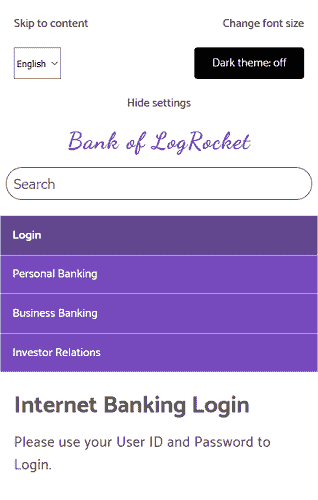 Skip to content
Change font size
English
Dark theme: off
Hide settings
Bank of LogRocket
Search
Login
Personal Banking
Business Banking
Investor Relations
Internet Banking Login
Please use your User ID and Password to
Login.